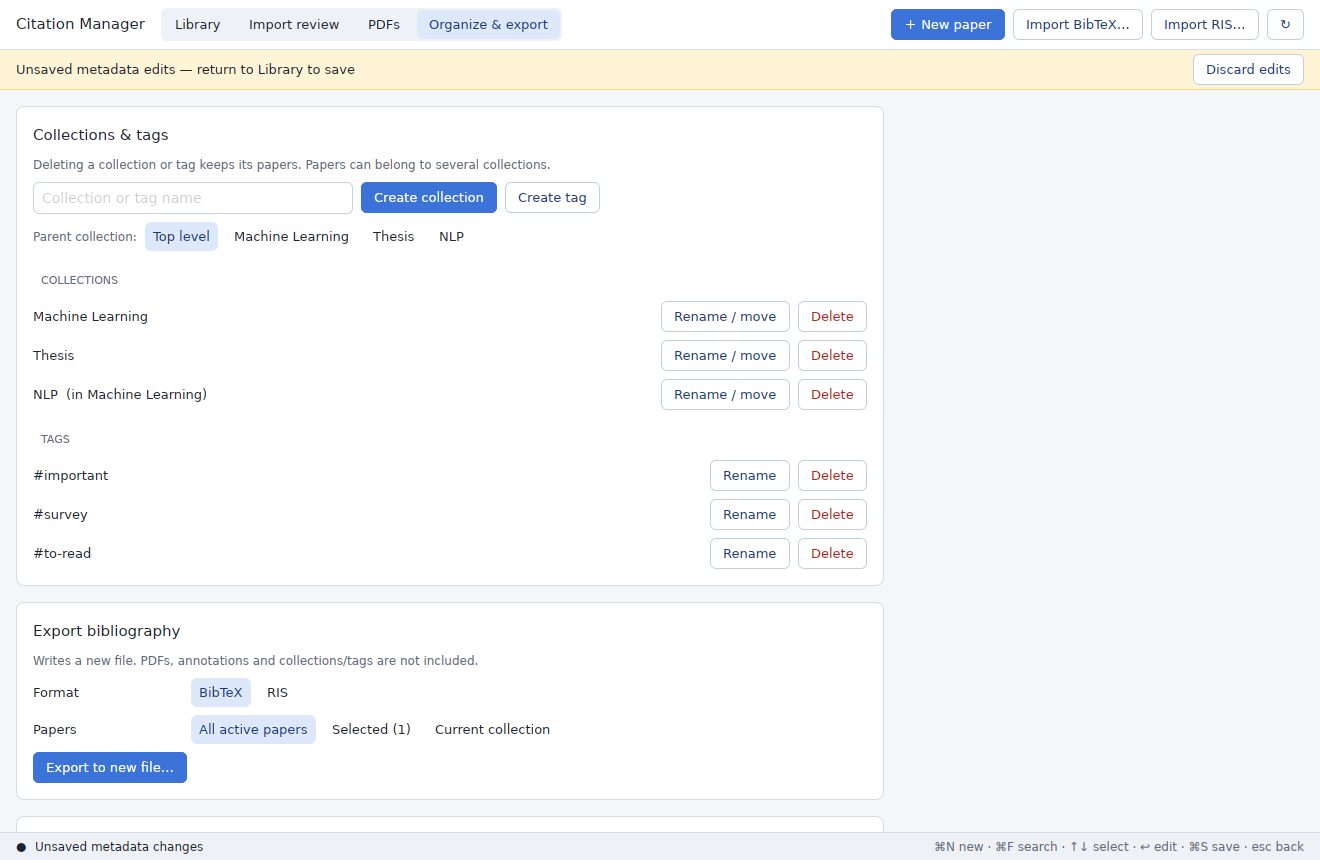 Citation Manager Library Import review PDFs Organize & export + New paper Import BibTeX... Import RIS... ↻
Unsaved metadata edits — return to Library to save Discard edits
Collections & tags
Deleting a collection or tag keeps its papers. Papers can belong to several collections.
Collection or tag name Create collection Create tag
Parent collection: Top level Machine Learning Thesis NLP
COLLECTIONS
Machine Learning Rename / move Delete
Thesis Rename / move Delete
NLP (in Machine Learning) Rename / move Delete
TAGS
#important Rename Delete
#survey Rename Delete
#to-read Rename Delete
Export bibliography
Writes a new file. PDFs, annotations and collections/tags are not included.
Format BibTeX RIS
Papers All active papers Selected (1) Current collection
Export to new file...
● Unsaved metadata changes ⌘N new · ⌘F search · ↑↓ select · ↩ edit · ⌘S save · esc back